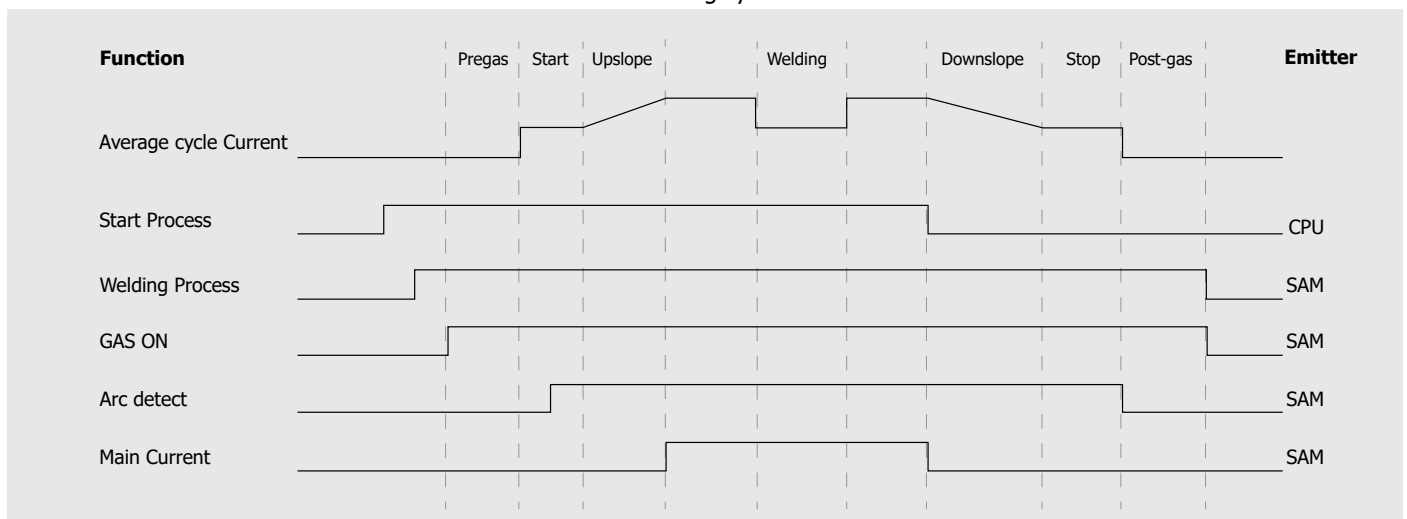 Function Pregas Start Upslope Welding Downslope Stop Post-gas Emitter
Average cycle Current
Start Process CPU
Welding Process SAM
GAS ON SAM
Arc detect SAM
Main Current SAM